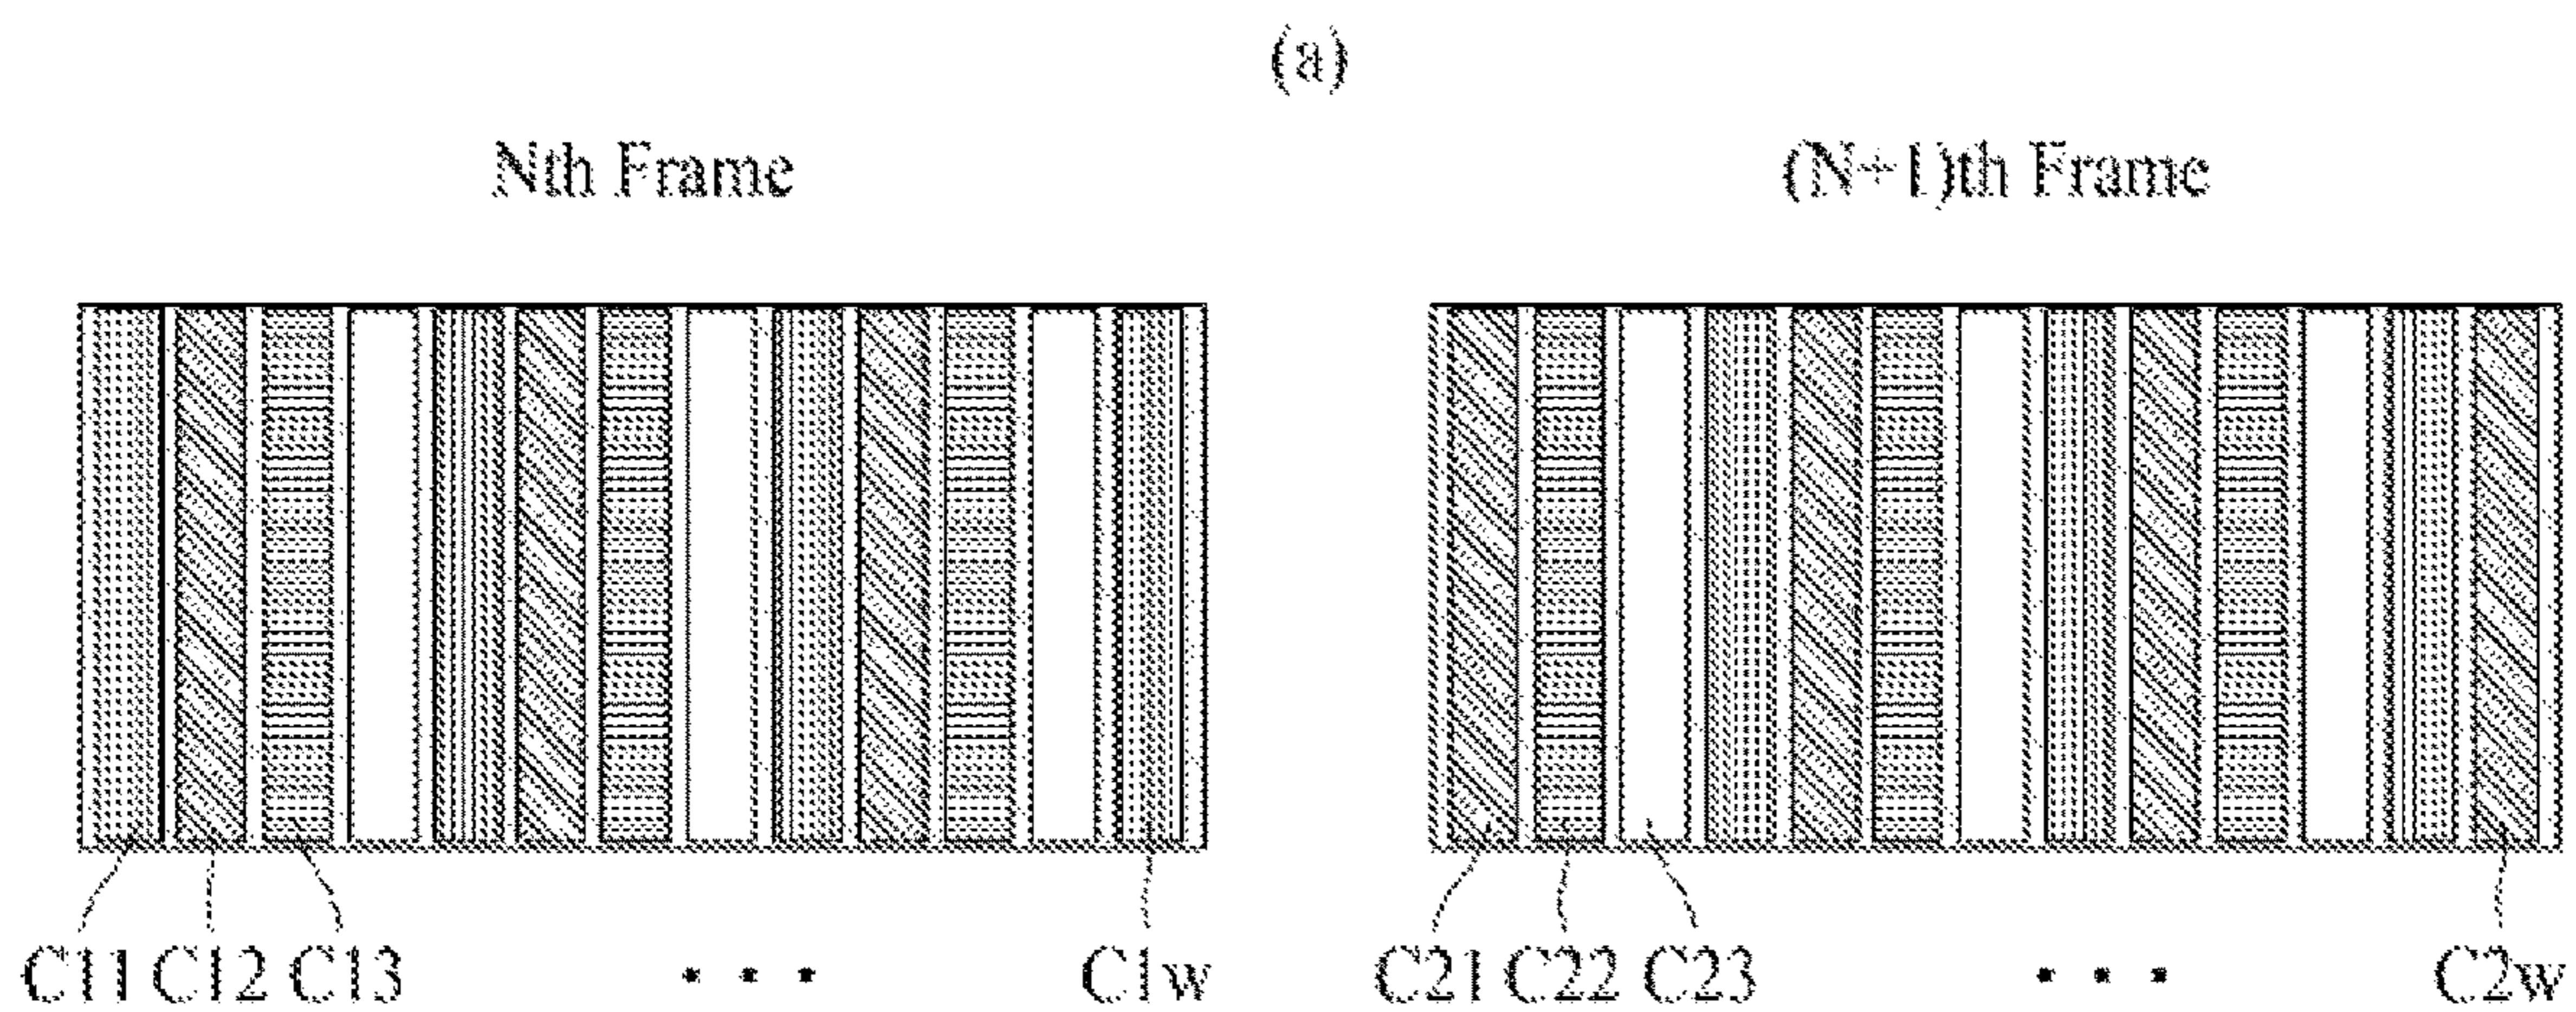 (a)
Nth Frame (N+1)th Frame
C11 C12 C13 • • • C1w C21 C22 C23 • • • C2w